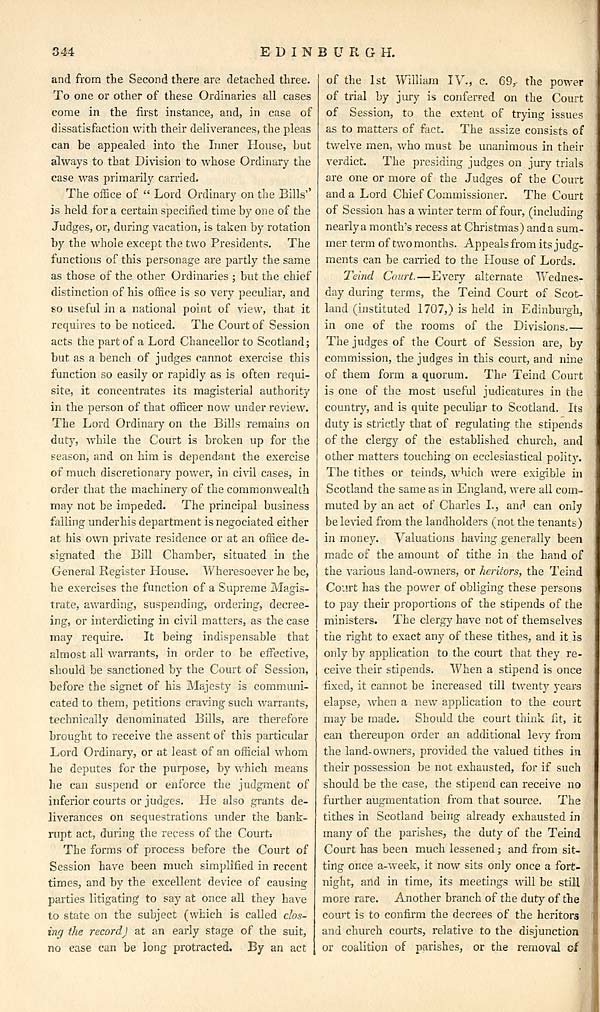 344
EDINBURGH.
and from the Second there are detached three.
To one or other of these Ordinaries all cases
come in the first instance, and, in case of
dissatisfaction with their deliverances, the pleas
can be appealed into the Inner House, but
always to that Division to whose Ordinary the
case was primarily carried.
The office of “ Lord Ordinary on the Bills”
is held for a certain specified time by one of the
Judges, or, during vacation, is taken by rotation
by the whole except the two Presidents. The
functions of this personage are partly the same
as those of the other Ordinaries ; but the chief
distinction of his office is so very peculiar, and
so useful in a national point of view, that it
requires to be noticed. The Court of Session
acts the part of a Lord Chancellor to Scotland;
but as a bench of judges cannot exercise this
function so easily or rapidly as is often requi-
site, it concentrates its magisterial authority
in the person of that officer now under review.
The Lord Ordinary on the Bills remains on
duty, while the Court is broken up for the
season, and on him is dependant the exercise
of much discretionary power, in civil cases, in
order that the machinery of the commonwealth
may not be impeded. The principal business
falling under his department is negociated either
at his own private residence or at an office de-
signated the Bill Chamber, situated in the
General Register House. Wheresoever he be,
he exercises the function of a Supreme Magis-
trate, awarding, suspending, ordering, decree-
ing, or interdicting in civil matters, as the case
may require. It being indispensable that
almost all warrants, in order to be effective,
should be sanctioned by the Court of Session,
before the signet of his Majesty is communi-
cated to them, petitions craving such warrants,
technically denominated Bills, are therefore
brought to receive the assent of this particular
Lord Ordinary, or at least of an official whom
he deputes for the purpose, by which means
he can suspend or enforce the judgment of
inferior courts or judges. He also grants de-
liverances on sequestrations under the bank-
rupt act, during the recess of the Court.
The forms of process before the Court of
Session have been much simplified in recent
times, and by the excellent device of causing
parties litigating to say at once all they have
to state on the subject (which is called clos-
ing the record) at an early stage of the suit,
no case can be long protracted. By an act
of the 1st William IV., c. 69, the power
of trial by jury is conferred on the Court
of Session, to the extent of trying issues
as to matters of fact. The assize consists of
twelve men, who must be unanimous in their
verdict. The presiding judges on jury trials
are one or more of the Judges of the Court
and a Lord Chief Commissioner. The Court
of Session has a winter term of four, (including
nearly a month’s recess at Christmas) and a sum-
mer term of two months. Appeals from its judg-
ments can be carried to the House of Lords.
Teind Court.—Every alternate Wednes-
day during terms, the Teind Court of Scot-
land (instituted 1707,) is held in Edinburgh,
in one of the rooms of the Divisions.—
The judges of the Court of Session are, by
commission, the judges in this court, and nine
of them form a quorum. The Teind Court
is one of the most useful judicatures in the
country, and is quite peculiar to Scotland. Its
duty is strictly that of regulating the stipends
of the clergy of the established church, and
other matters touching on ecclesiastical polity.
The tithes or teinds, which were exigible in
Scotland the same as in England, were all com-
muted by an act of Charles I., and can only
be levied from the landholders (not the tenants)
in money. Valuations having generally been
made of the amount of tithe in the hand of
the various land-owners, or heritors, the Teind
Court has the power of obliging these persons
to pay their proportions of the stipends of the
ministers. The clergy have not of themselves
the right to exact any of these tithes, and it is
only by application to the court that they re-
ceive their stipends. When a stipend is once
fixed, it cannot be increased till twenty years
elapse, when a new application to the court
may be made. Should the court think fit, it
can thereupon order an additional levy from
the land-owners, provided the valued tithes in
their possession be not exhausted, for if such
should be the case, the stipend can receive no
further augmentation from that source. The
tithes in Scotland being already exhausted in
many of the parishes, the duty of the Teind
Court has been much lessened ; and from sit-
ting once a-week, it now sits only once a fort-
night, and in time, its meetings will be still
more rare. Another branch of the duty of the
court is to confirm the decrees of the heritors
and church courts, relative to the disjunction
or coalition of parishes, or the removal of